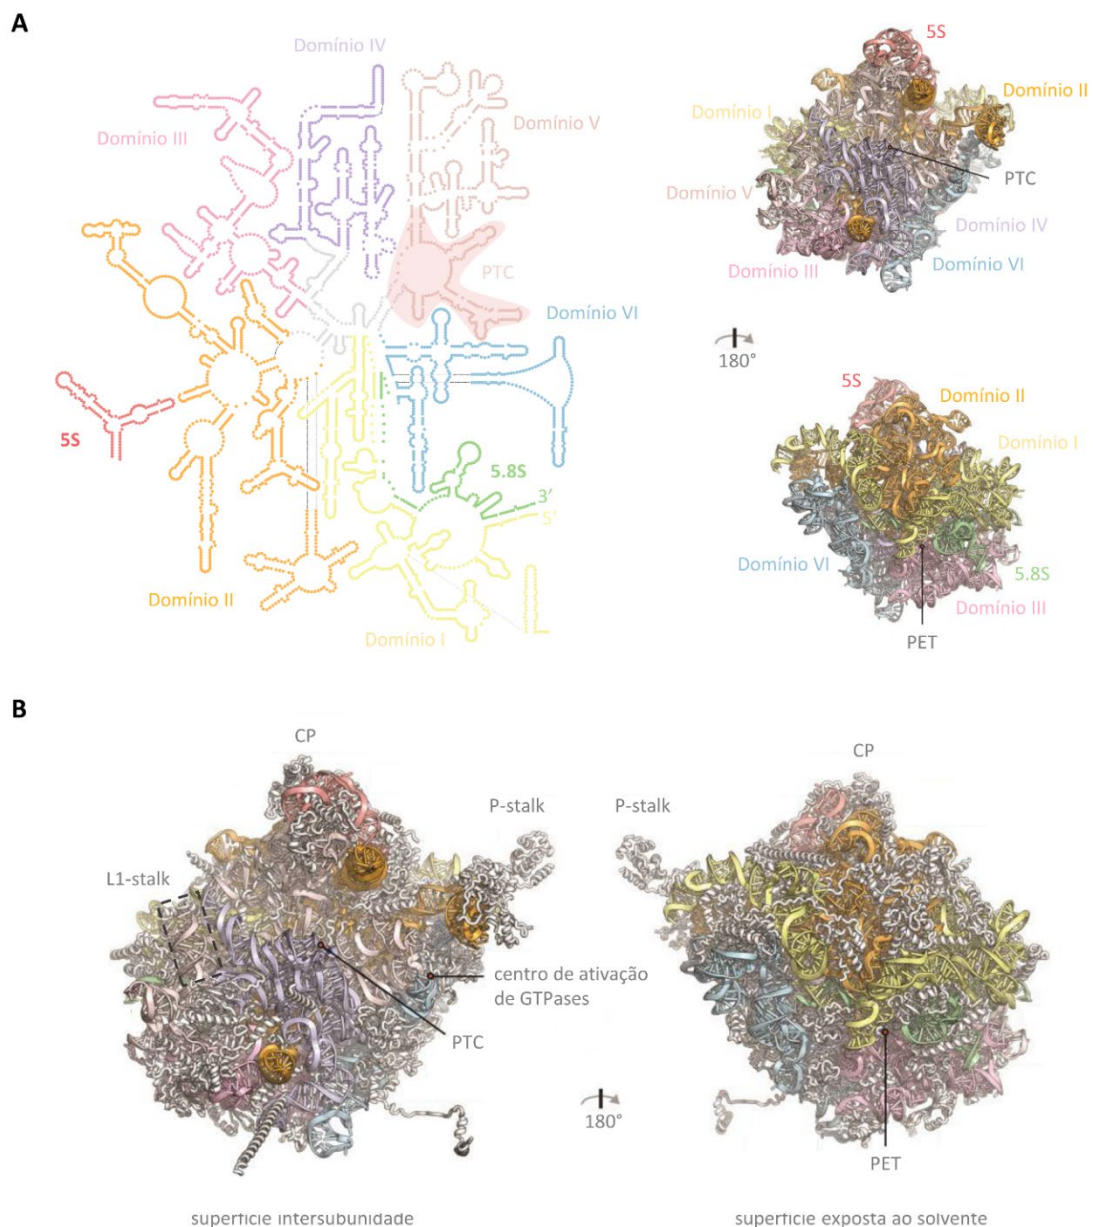 A
Domínio IV
Domínio III
Domínio V
PTC
Domínio VI
5S
5.8S
3'
5'
Domínio II
Domínio I
5S
Domínio I
Domínio II
PTC
Domínio V
Domínio IV
Domínio III
Domínio VI
180°
5S
Domínio II
Domínio I
Domínio VI
5.8S
Domínio III
PET
B
CP
P-stalk
L1-stalk
centro de ativação
de GTPases
PTC
180°
CP
P-stalk
PET
superfície intersubunidade
superfície exposta ao solvente